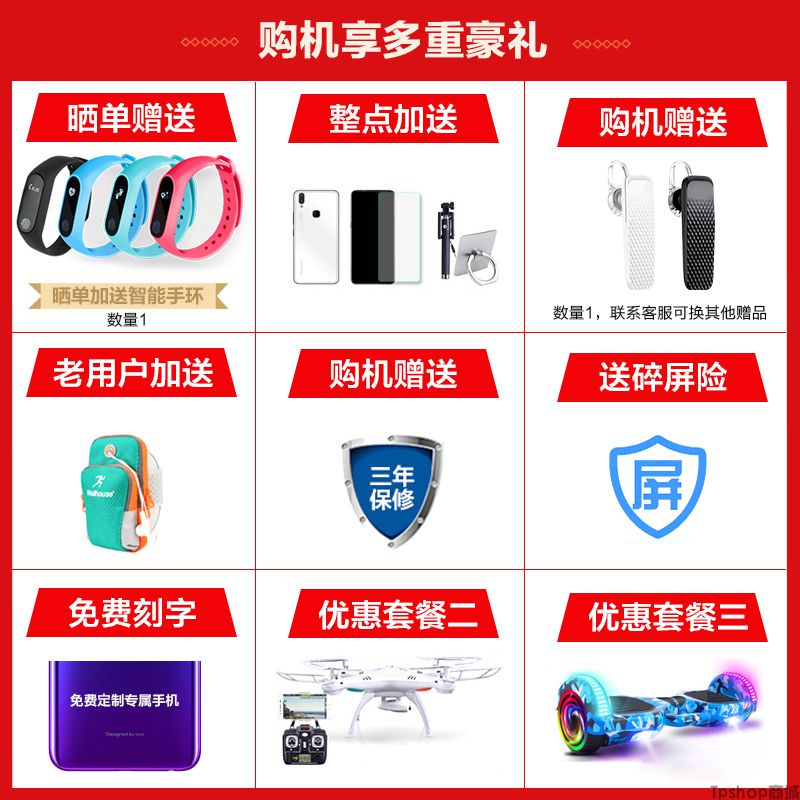 购机享多重豪礼
晒单赠送
整点加送
购机赠送
晒单加送智能手环
数量1
数量1，联系客服可换其他赠品
老用户加送
购机赠送
送碎屏险
Wellhouse
三年
保修
屏
免费刻字
优惠套餐二
优惠套餐三
免费定制专属手机
Designed by vivo
Tpshop商城